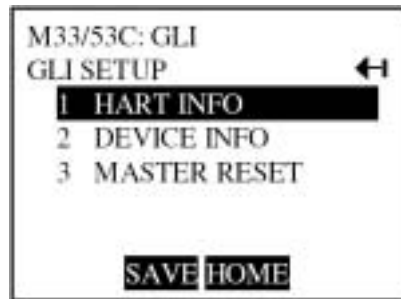 M33/53C: GLI
GLI SETUP
1 HART INFO
2 DEVICE INFO
3 MASTER RESET
SAVE HOME